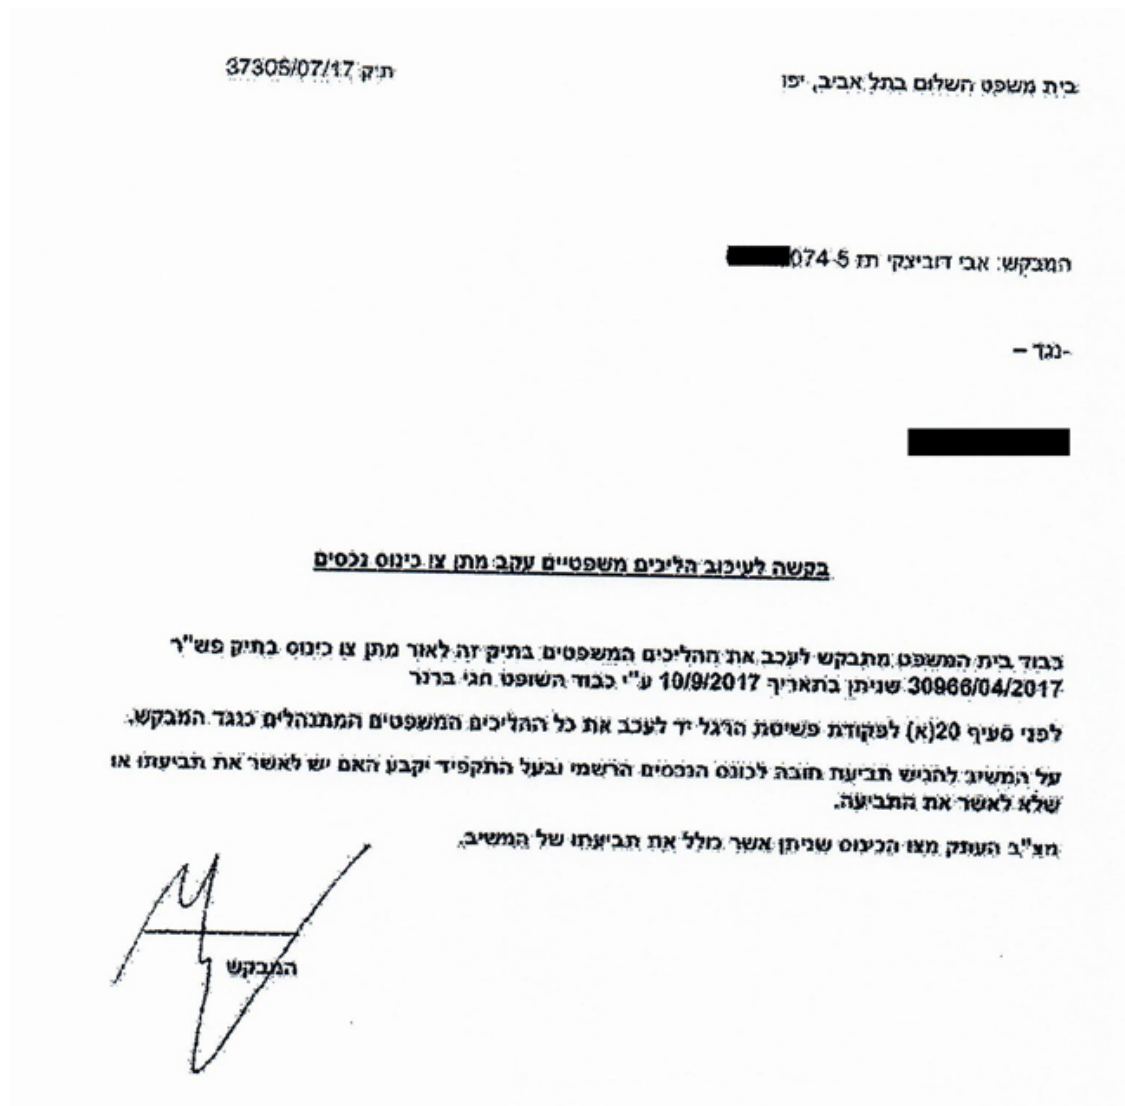 בית משפט השלום בתל אביב, יפו
תיק 37305/07/17
המבקש: אבי דוביצקי תז 074-5
-נגד –
בקשה לעיכוב הליכים משפטיים עקב מתן צו כינוס נכסים
כבוד בית המשפט מתבקש לעכב את ההליכים המשפטים בתיק זה לאור מתן צו כינוס בתיק פש"ר
30966/04/2017 שניתן בתאריך 10/9/2017 ע"י כבוד השופט חגי ברנר
לפני סעיף 20(א) לפקודת פשיטת הרגל יד לעכב את כל ההליכים המשפטים המתנהלים כנגד המבקש.
על המשיב להגיש תביעת חובה לכונס הנכסים הרשמי ובעל התקפיד יקבע האם יש לאשר את תביעתו או
שלא לאשר את התביעה.
מצ"ב העתק מצו הכינוס שניתן אשר כולל את תביעתו של המשיב.
המבקש